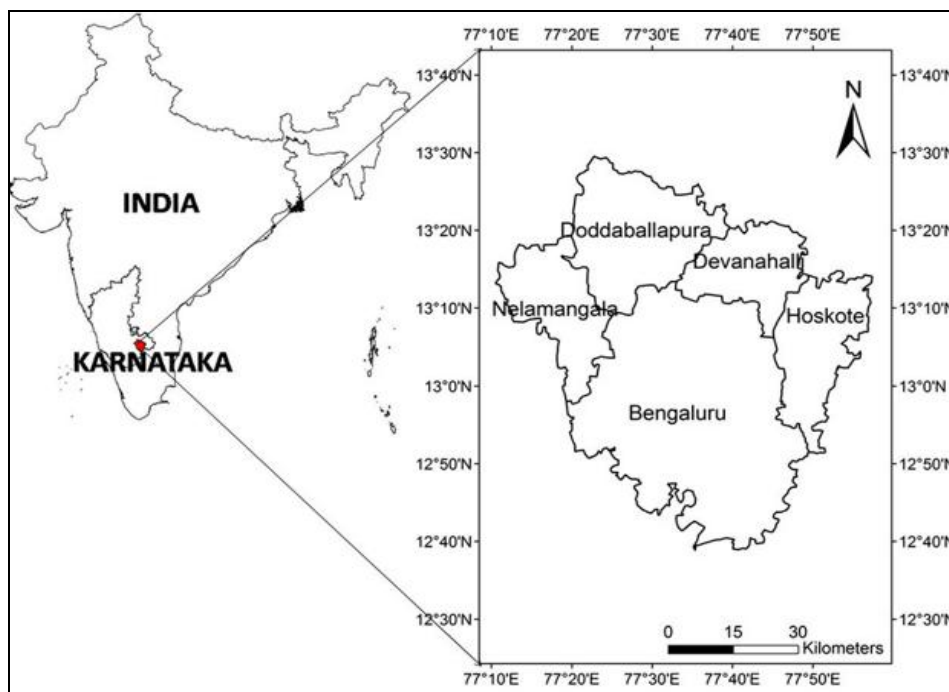 INDIA
KARNATAKA
77°10'E 77°20'E 77°30'E 77°40'E 77°50'E
13°40'N 13°40'N
N
13°30'N 13°30'N
13°20'N Doddaballapura 13°20'N
Devanahalli
13°10'N Nelamangala Hoskote 13°10'N
13°0'N 13°0'N
Bengaluru
12°50'N 12°50'N
12°40'N 12°40'N
12°30'N 12°30'N
0 15 30
Kilometers
77°10'E 77°20'E 77°30'E 77°40'E 77°50'E